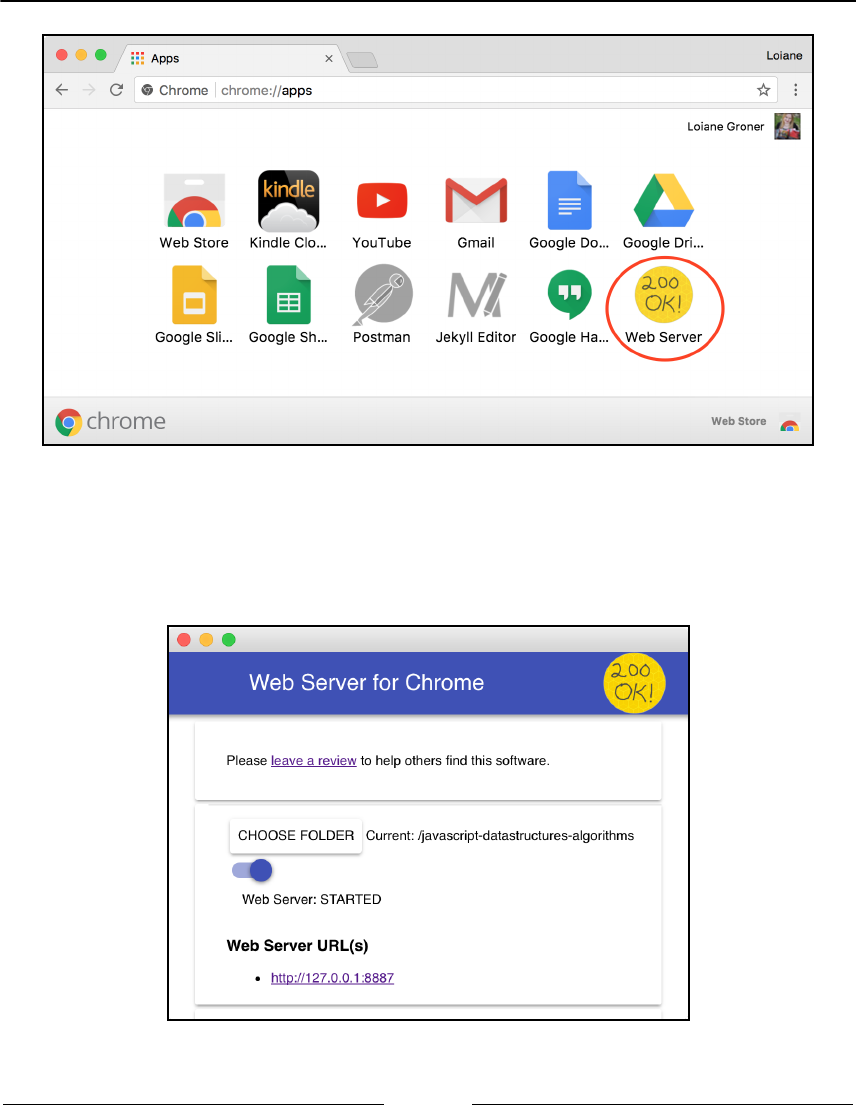 Apps
Loiane
Chrome chrome://apps
Loiane Groner
kindle
Web Store Kindle Clo... YouTube Gmail Google Do... Google Dri...
200 OK!
Google Sli... Google Sh... Postman Jekyll Editor Google Ha... Web Server
chrome
Web Store
Web Server for Chrome
200 OK!
Please leave a review to help others find this software.
CHOOSE FOLDER Current: /javascript-datastructures-algorithms
Web Server: STARTED
Web Server URL(s)
• http://127.0.0.1:8887